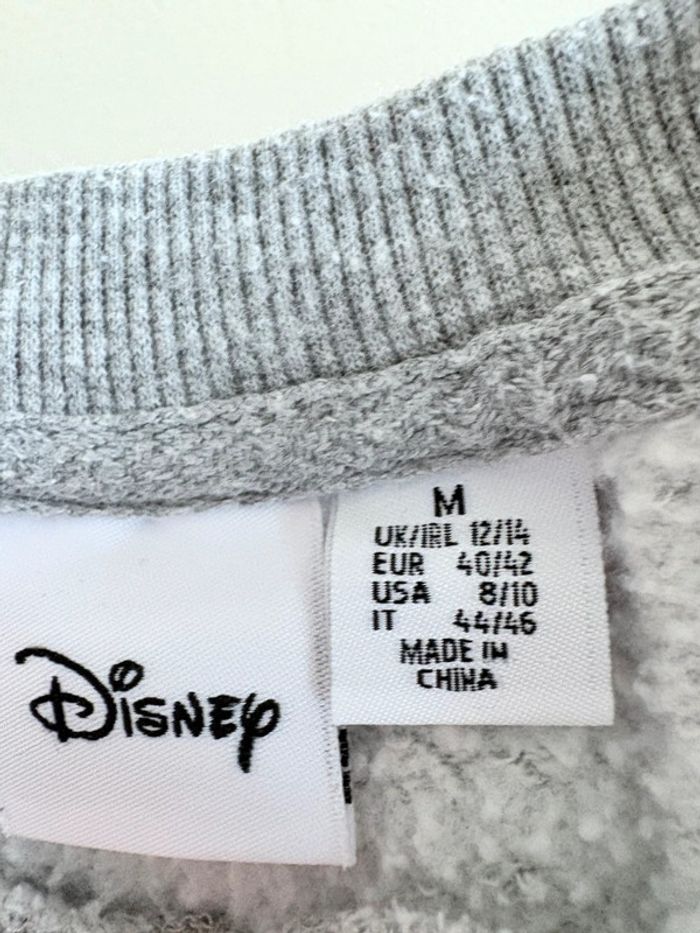 Disney
M
UK/IRL 12/14
EUR 40/42
USA 8/10
IT 44/46
MADE IN
CHINA